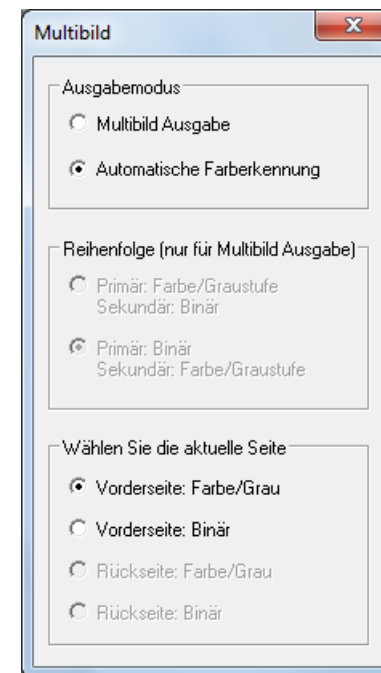 Multibild
Ausgabemodus
Multibild Ausgabe
Automatische Farberkennung
Reihenfolge (nur für Multibild Ausgabe)
Primär: Farbe/Graustufe
Sekundär: Binär
Primär: Binär
Sekundär: Farbe/Graustufe
Wählen Sie die aktuelle Seite
Vorderseite: Farbe/Grau
Vorderseite: Binär
Rückseite: Farbe/Grau
Rückseite: Binär